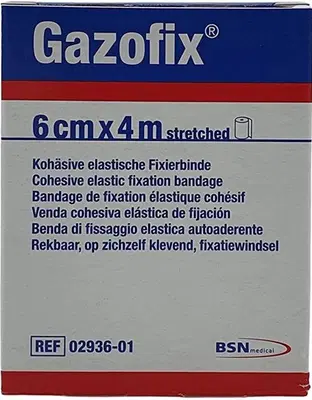 Gazofix®
6 cm x 4 m stretched
Kohäsive elastische Fixierbinde
Cohesive elastic fixation bandage
Bandage de fixation élastique cohésif
Venda cohesiva elástica de fijación
Benda di fissaggio elastica autoaderente
Rekbaar, op zichzelf klevend, fixatiewindsel
REF 02936-01
BSN medical